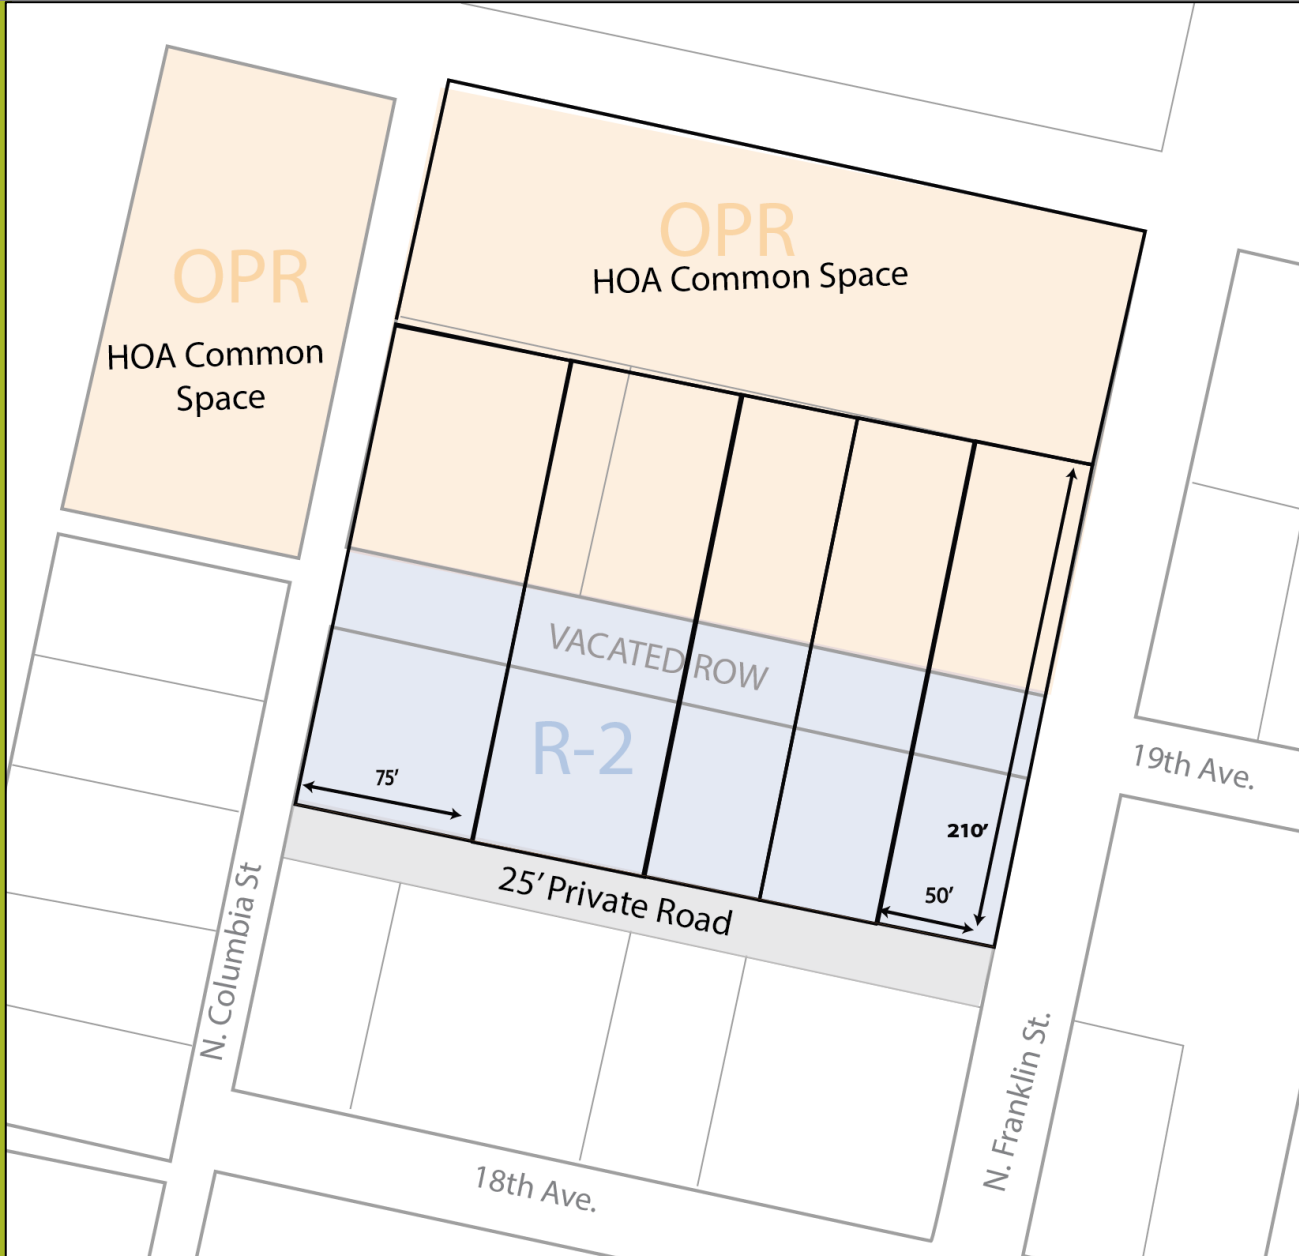 OPR
HOA Common Space
OPR
HOA Common
Space
VACATED ROW
R-2
75′
19th Ave.
210′
50′
25′ Private Road
N. Columbia St
N. Franklin St.
18th Ave.